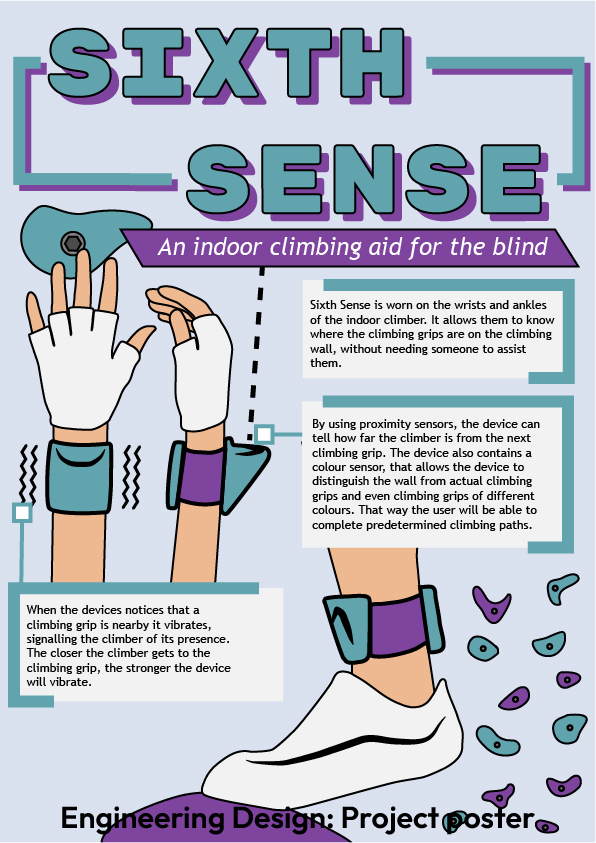 SIXTH
SENSE
An indoor climbing aid for the blind
Sixth Sense is worn on the wrists and ankles
of the indoor climber. It allows them to know
where the climbing grips are on the climbing
wall, without needing someone to assist
them.
By using proximity sensors, the device can
tell how far the climber is from the next
climbing grip. The device also contains a
colour sensor, that allows the device to
distinguish the wall from actual climbing
grips and even climbing grips of different
colours. That way the user will be able to
complete predetermined climbing paths.
When the devices notices that a
climbing grip is nearby it vibrates,
signalling the climber of its presence.
The closer the climber gets to the
climbing grip, the stronger the device
will vibrate.
Engineering Design: Project poster